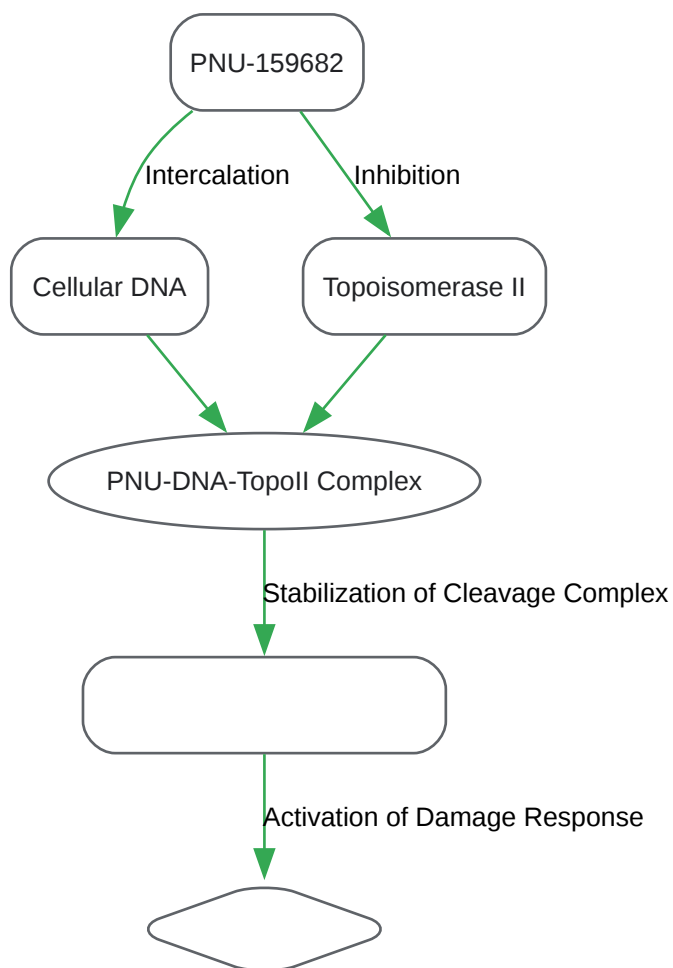 PNU-159682
Intercalation
Inhibition
Cellular DNA
Topoisomerase II
PNU-DNA-TopoII Complex
Stabilization of Cleavage Complex
Activation of Damage Response